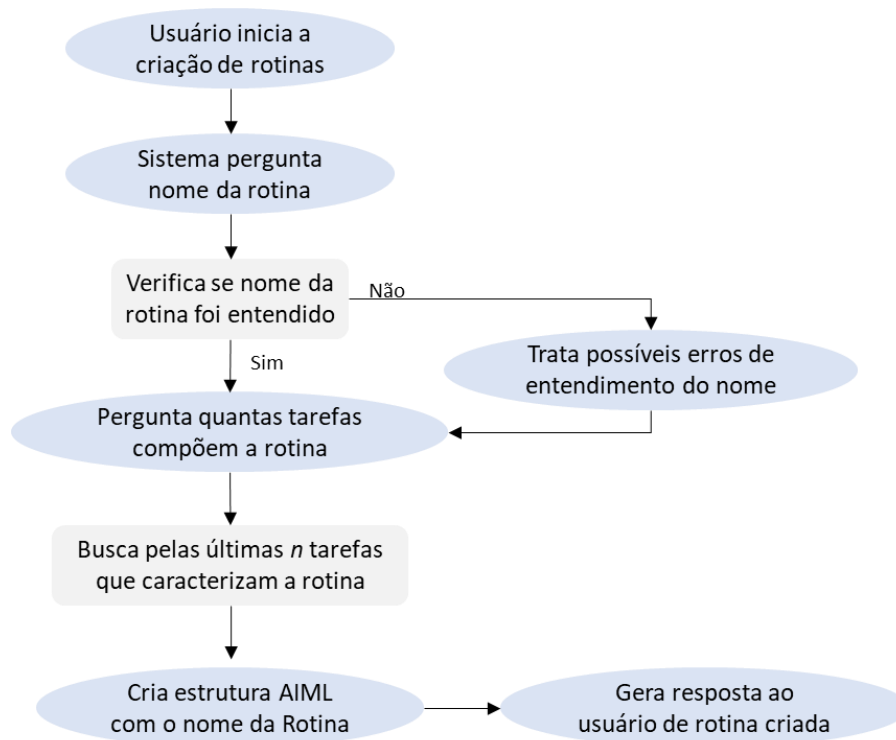 Usuário inicia a
criação de rotinas
Sistema pergunta
nome da rotina
Verifica se nome da
rotina foi entendido
Não
Sim
Trata possíveis erros de
entendimento do nome
Pergunta quantas tarefas
compõem a rotina
Busca pelas últimas n tarefas
que caracterizam a rotina
Cria estrutura AIML
com o nome da Rotina
Gera resposta ao
usuário de rotina criada